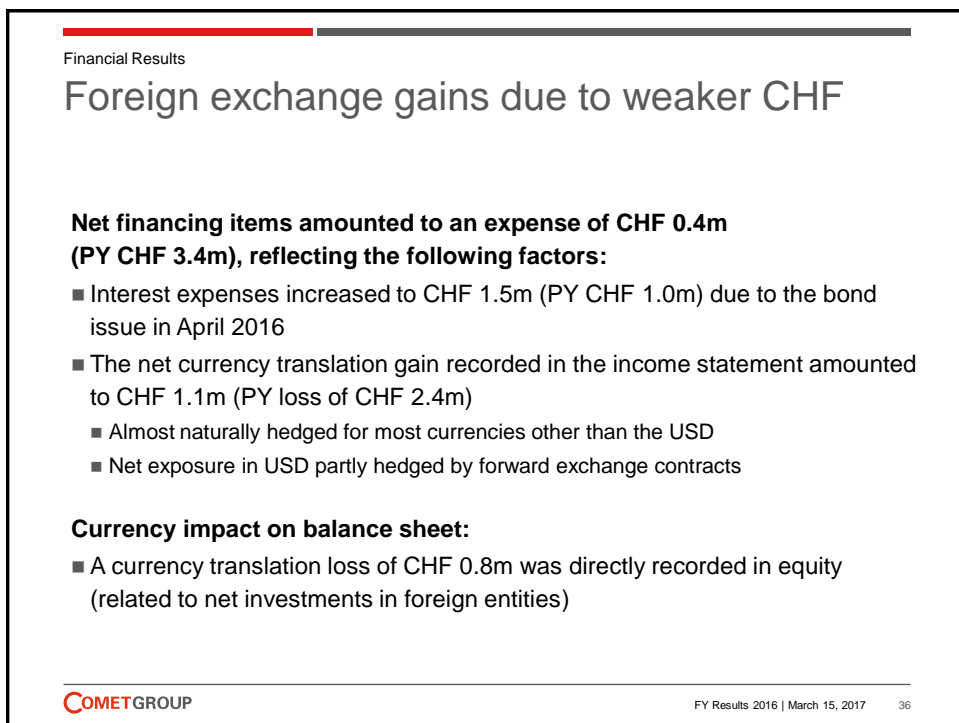 Financial Results
Foreign exchange gains due to weaker CHF
Net financing items amounted to an expense of CHF 0.4m
(PY CHF 3.4m), reflecting the following factors:
■ Interest expenses increased to CHF 1.5m (PY CHF 1.0m) due to the bond
issue in April 2016
■ The net currency translation gain recorded in the income statement amounted
to CHF 1.1m (PY loss of CHF 2.4m)
■ Almost naturally hedged for most currencies other than the USD
■ Net exposure in USD partly hedged by forward exchange contracts
Currency impact on balance sheet:
■ A currency translation loss of CHF 0.8m was directly recorded in equity
(related to net investments in foreign entities)
COMETGROUP
FY Results 2016 | March 15, 2017 36